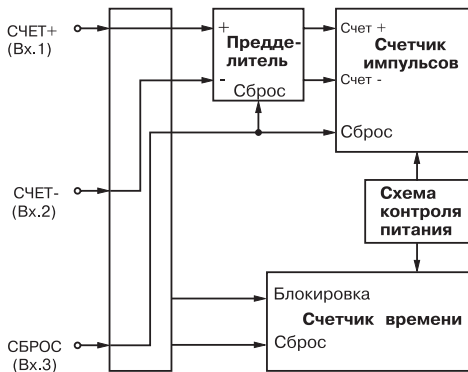 СЧЕТ+
(Вх.1)
+
-
Предде-
литель
Сброс
Счет +
Счет -
Счетчик
импульсов
Сброс
СЧЕТ-
(Вх.2)
Схема
контроля
питания
Блокировка
Счетчик времени
Сброс
СБРОС
(Вх.3)